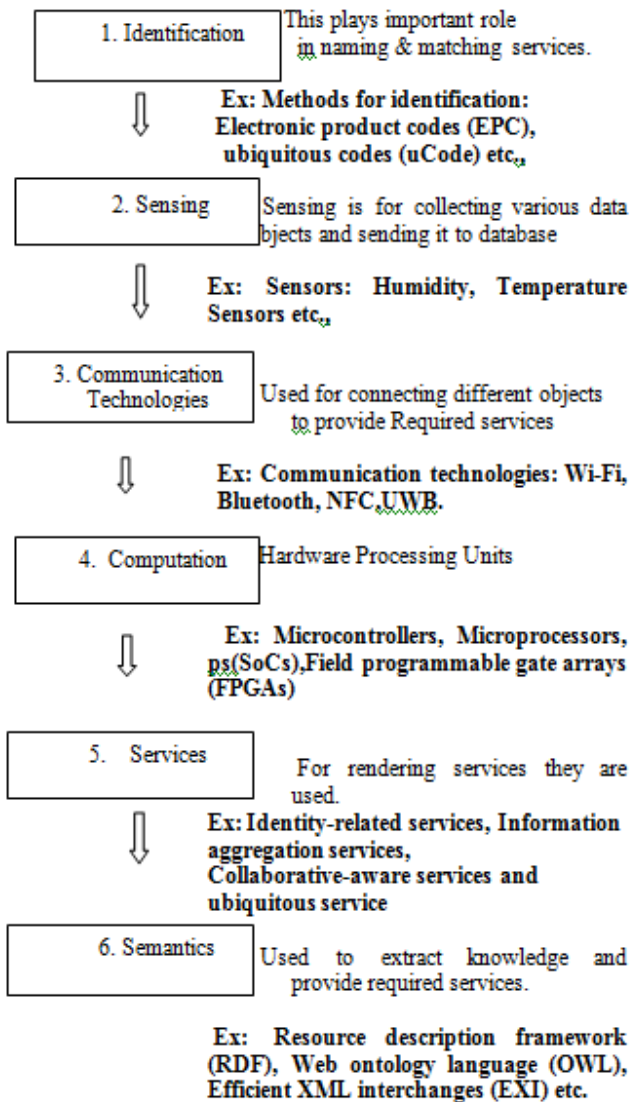 1. Identification
This plays important role
in naming & matching services.
Ex: Methods for identification:
Electronic product codes (EPC),
ubiquitous codes (uCode) etc.,
2. Sensing
Sensing is for collecting various data
bjects and sending it to database
Ex: Sensors: Humidity, Temperature
Sensors etc.,
3. Communication
Technologies
Used for connecting different objects
to provide Required services
Ex: Communication technologies: Wi-Fi,
Bluetooth, NFC,UWB.
4. Computation
Hardware Processing Units
Ex: Microcontrollers, Microprocessors,
ps(SoCs),Field programmable gate arrays
(FPGAs)
5. Services
For rendering services they are
used.
Ex: Identity-related services, Information
aggregation services,
Collaborative-aware services and
ubiquitous service
6. Semantics
Used to extract knowledge and
provide required services.
Ex: Resource description framework
(RDF), Web ontology language (OWL),
Efficient XML interchanges (EXI) etc.